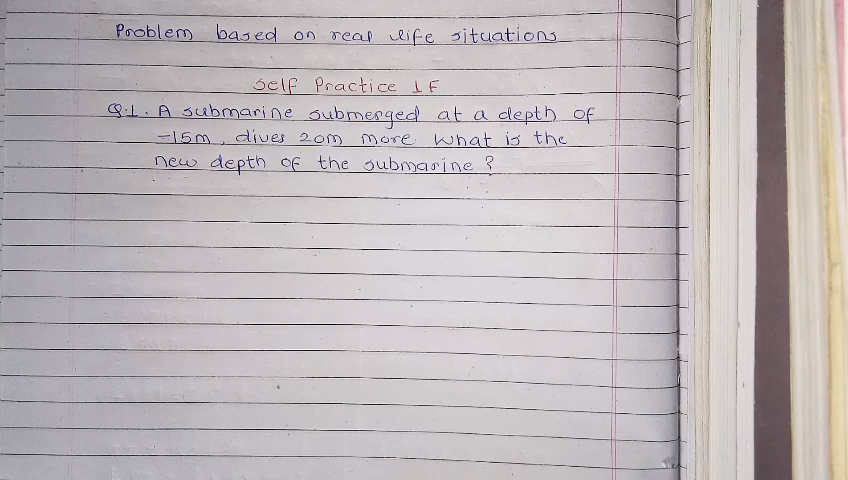 Problem based on real life situations
Self Practice 1F
Q.1. A submarine submerged at a depth of
-15m, dives 20m more what is the
new depth of the submarine?